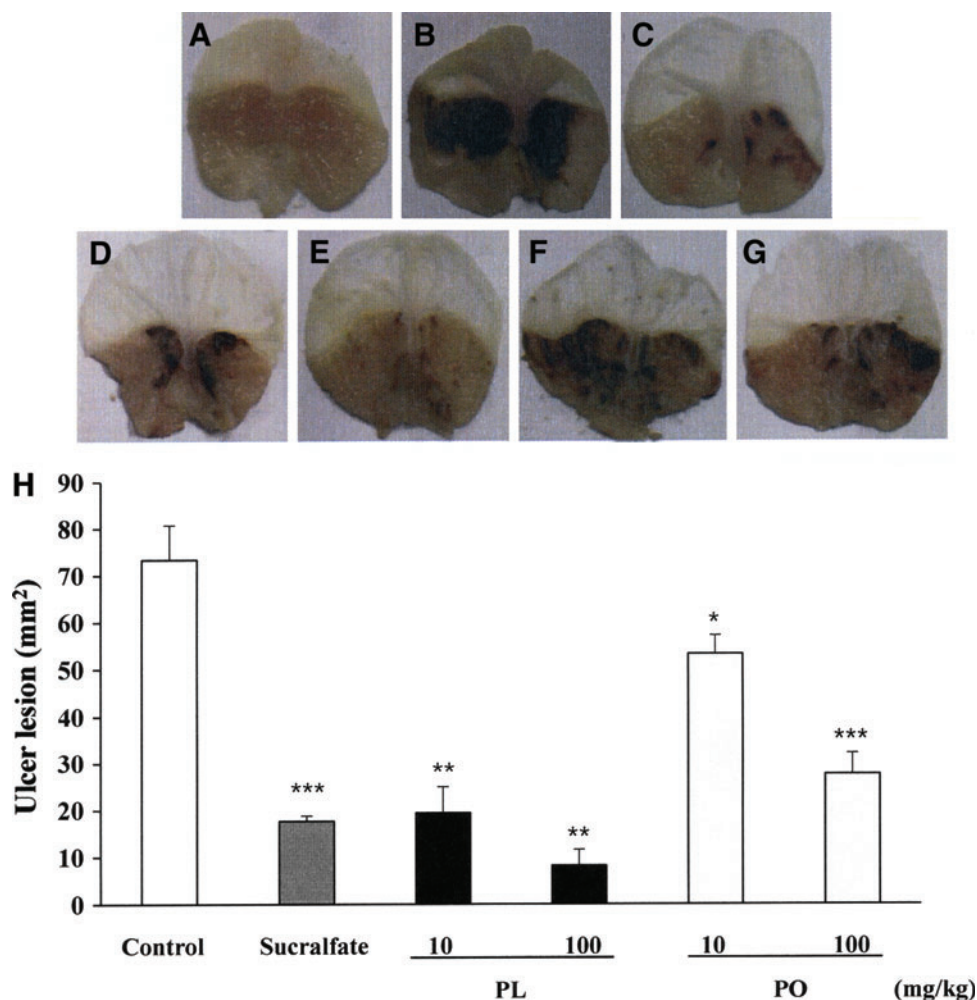 A B C
D E F G
H
Ulcer lesion (mm²)
90
80
70
60
50
40
30
20
10
0
*** ** ** * ***
Control Sucralfate 10 100 10 100
PL PO (mg/kg)